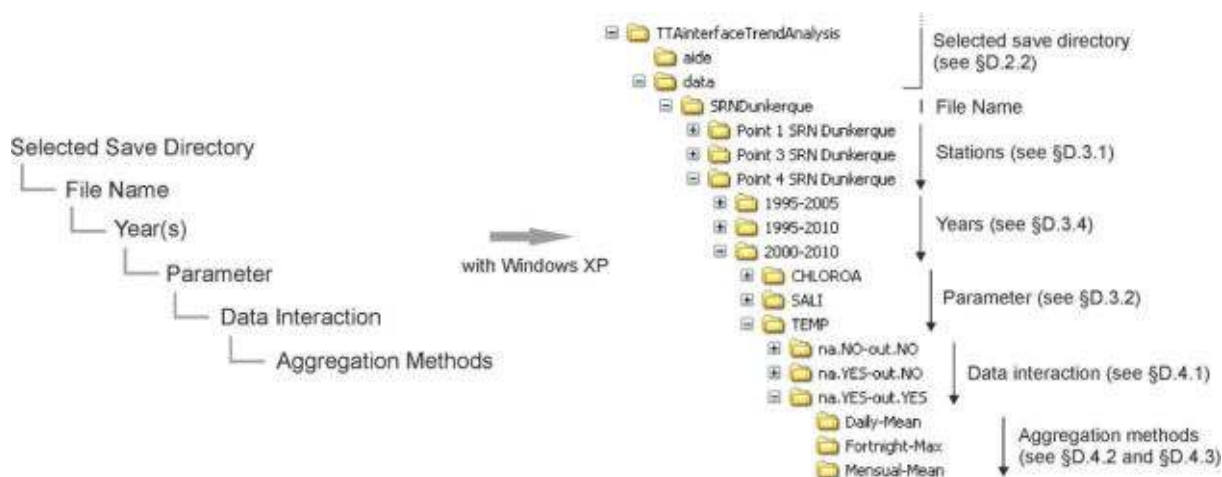 Selected Save Directory
File Name
Year(s)
Parameter
Data Interaction
Aggregation Methods
with Windows XP
TTAinterfaceTrendAnalysis
aide
data
SRNDunkerque
Point 1 SRN Dunkerque
Point 3 SRN Dunkerque
Point 4 SRN Dunkerque
1995-2005
1995-2010
2000-2010
CHLOROA
SALI
TEMP
na.NO-out.NO
na.YES-out.NO
na.YES-out.YES
Daily-Mean
Fortnight-Max
Mensual-Mean
Selected save directory
(see §D.2.2)
File Name
Stations (see §D.3.1)
Years (see §D.3.4)
Parameter (see §D.3.2)
Data interaction (see §D.4.1)
Aggregation methods
(see §D.4.2 and §D.4.3)